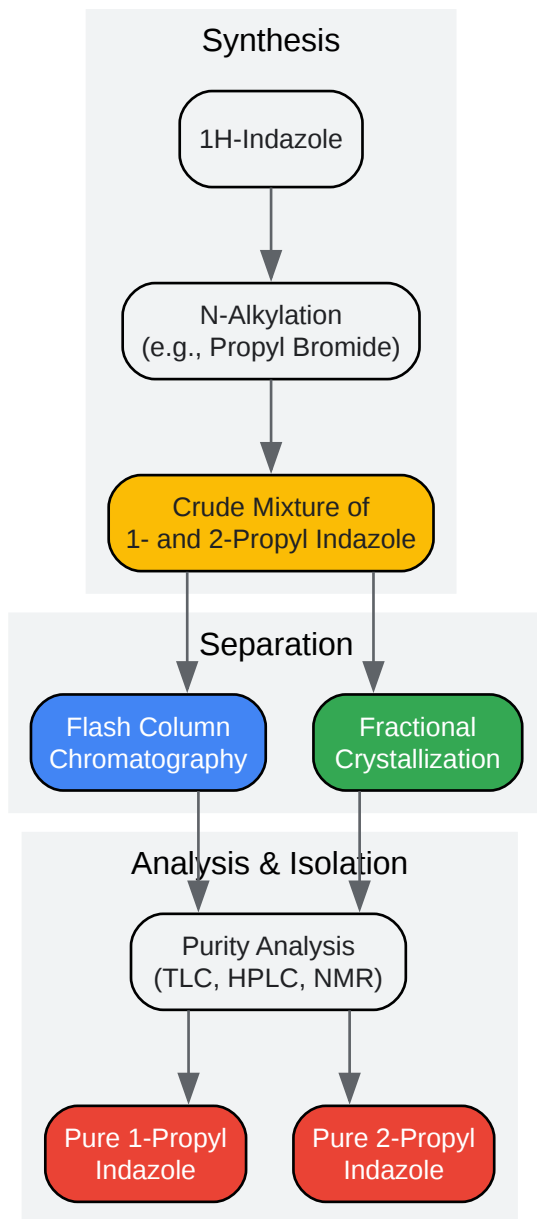 Synthesis
1H-Indazole
N-Alkylation
(e.g., Propyl Bromide)
Crude Mixture of
1- and 2-Propyl Indazole
Separation
Flash Column
Chromatography
Fractional
Crystallization
Analysis & Isolation
Purity Analysis
(TLC, HPLC, NMR)
Pure 1-Propyl
Indazole
Pure 2-Propyl
Indazole